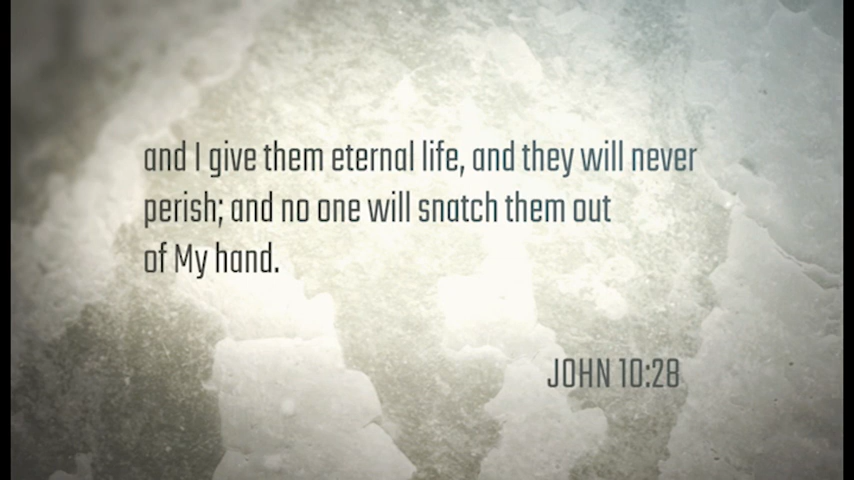 and I give them eternal life, and they will never
perish; and no one will snatch them out
of My hand.
JOHN 10:28